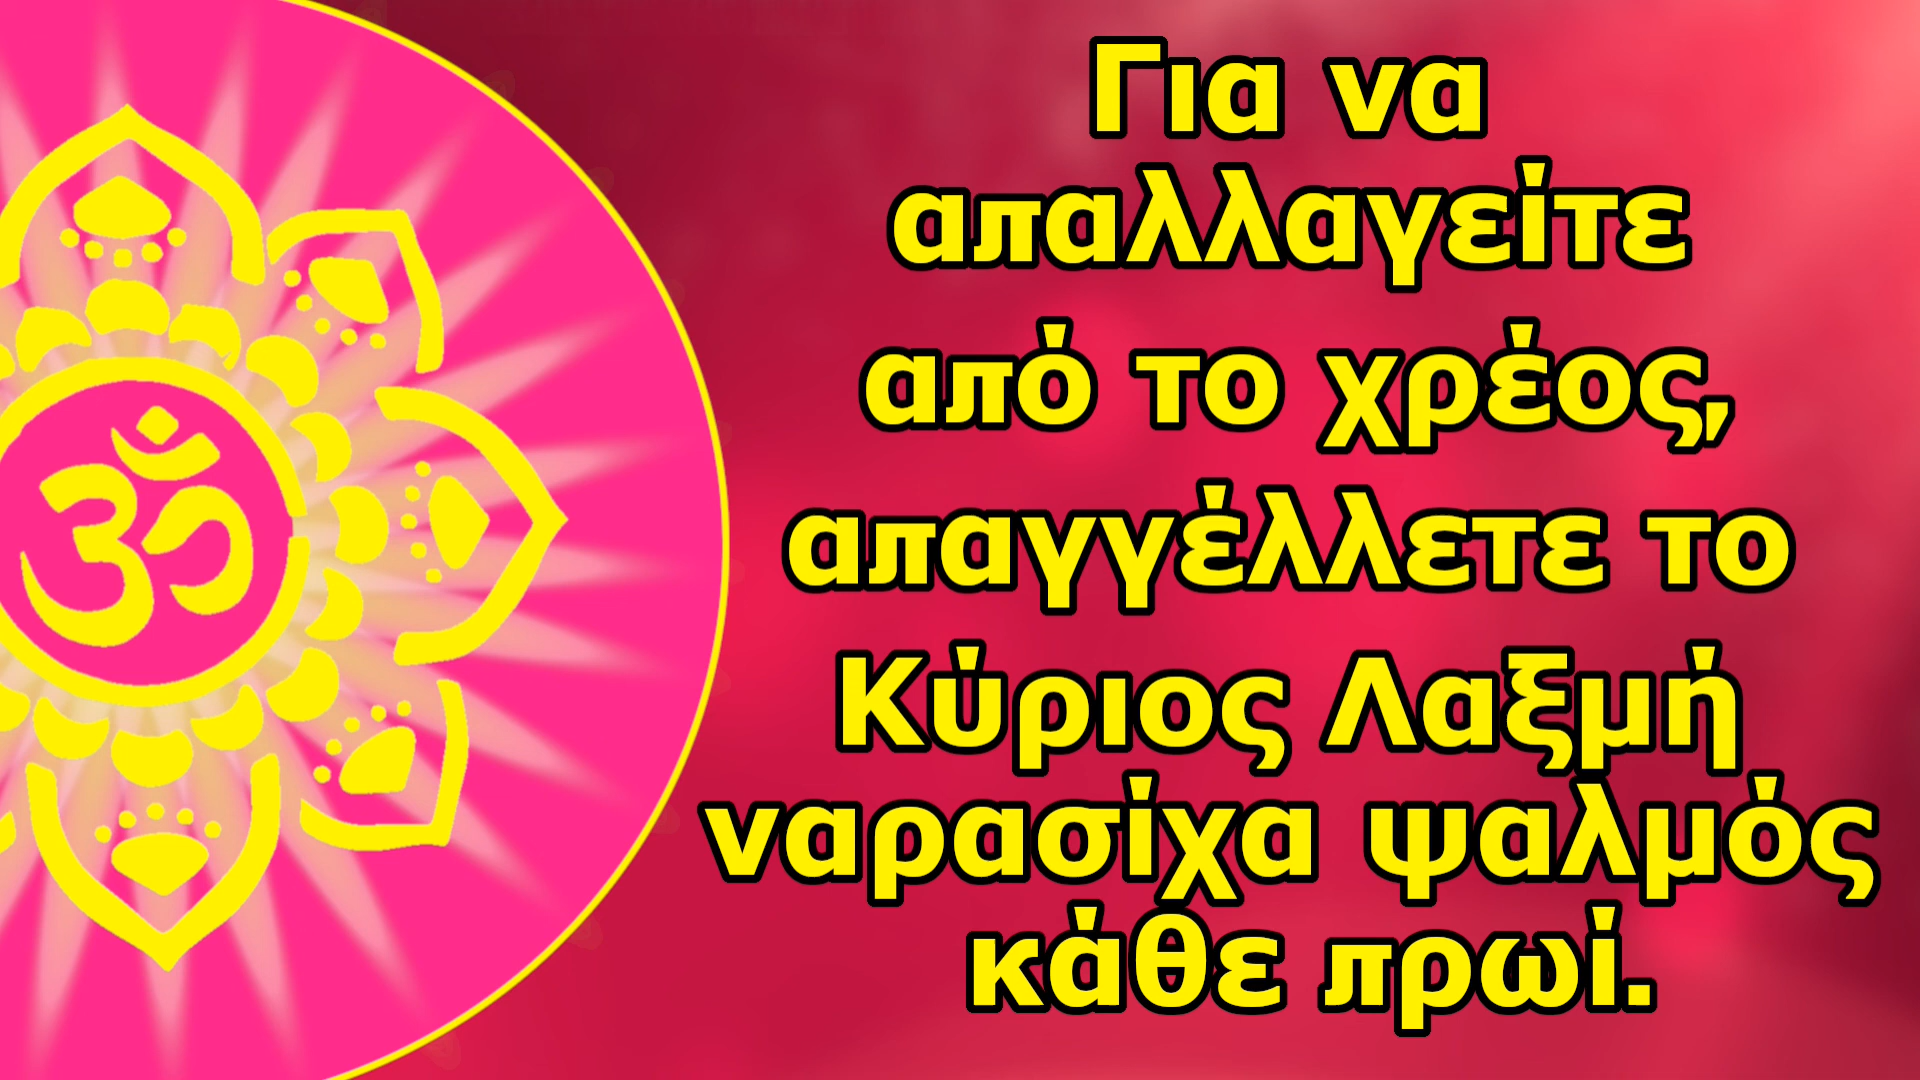 Για να
απαλλαγείτε
από το χρέος,
απαγγέλλετε το
Κύριος Λαξμή
ναρασίχα ψαλμός
κάθε πρωί.
ॐ